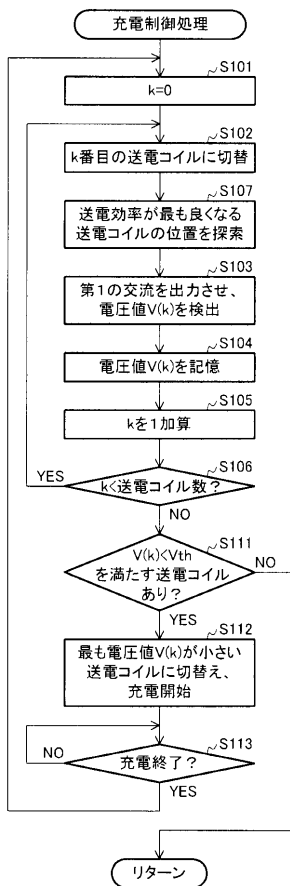 充電制御処理
S101
k=0
S102
k番目の送電コイルに切替
S107
送電効率が最も良くなる
送電コイルの位置を探索
S103
第1の交流を出力させ、
電圧値V(k)を検出
S104
電圧値V(k)を記憶
S105
kを1加算
S106
YES
k<送電コイル数?
NO
S111
V(k)<Vth
を満たす送電コイル
あり?
NO
YES
S112
最も電圧値V(k)が小さい
送電コイルに切替え、
充電開始
S113
NO
充電終了?
YES
リターン